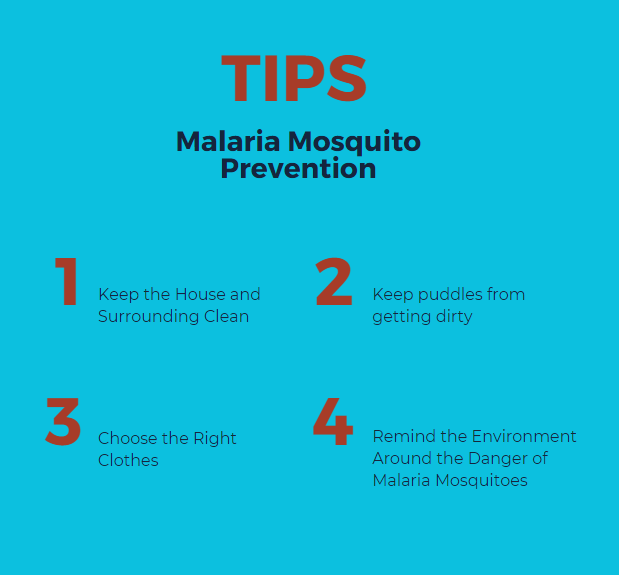 TIPS
Malaria Mosquito
Prevention
1
Keep the House and
Surrounding Clean
2
Keep puddles from
getting dirty
3
Choose the Right
Clothes
4
Remind the Environment
Around the Danger of
Malaria Mosquitoes